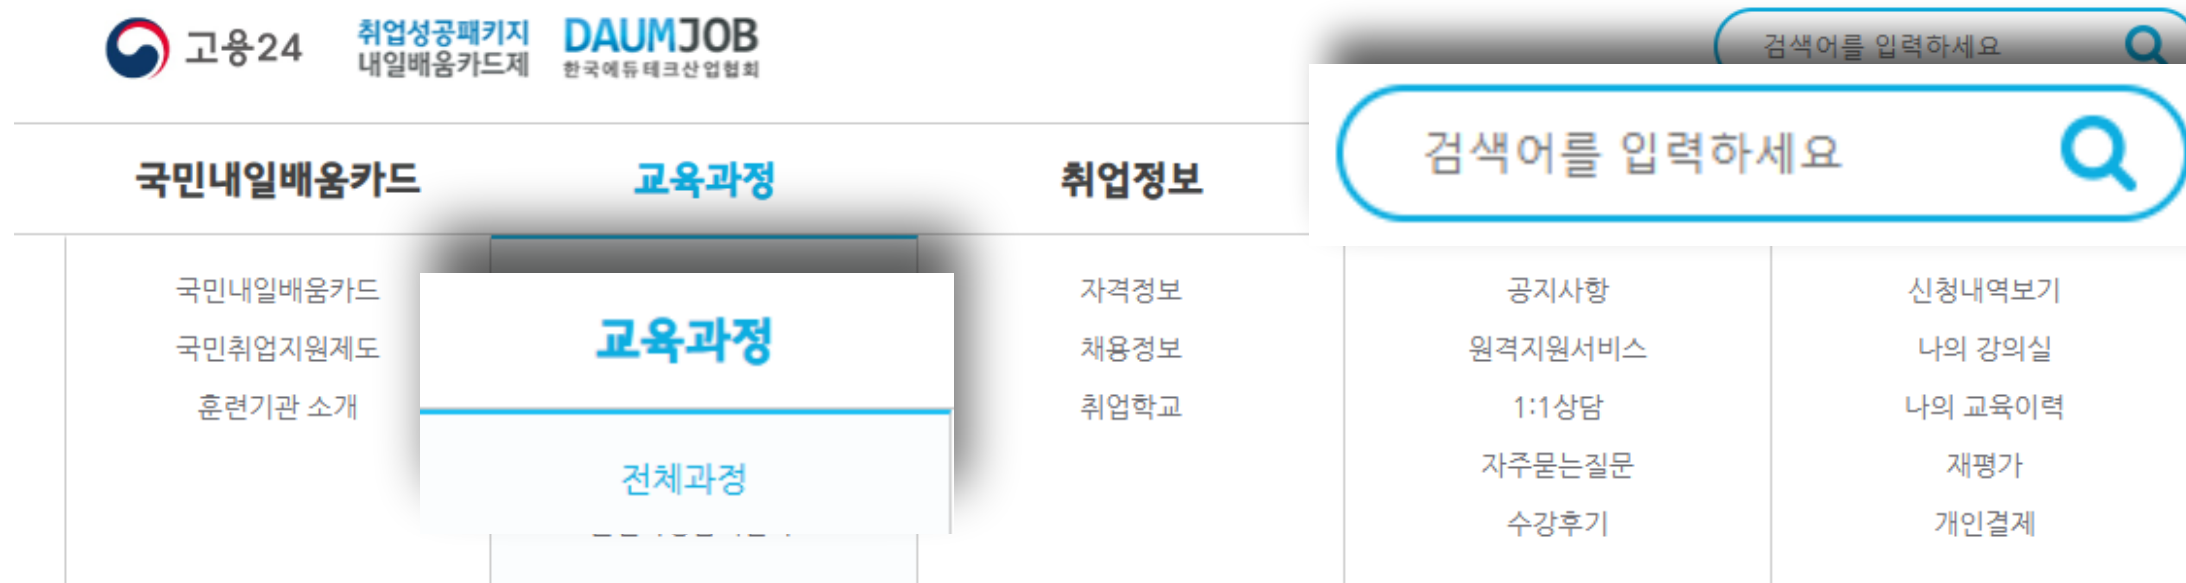 고용24
취업성공패키지
내일배움카드제
DAUMJOB
한국에듀테크산업협회
검색어를 입력하세요
검색어를 입력하세요
국민내일배움카드
교육과정
취업정보
국민내일배움카드
국민취업지원제도
훈련기관 소개
교육과정
전체과정
자격정보
채용정보
취업학교
공지사항
원격지원서비스
1:1상담
자주묻는질문
수강후기
신청내역보기
나의 강의실
나의 교육이력
재평가
개인결제